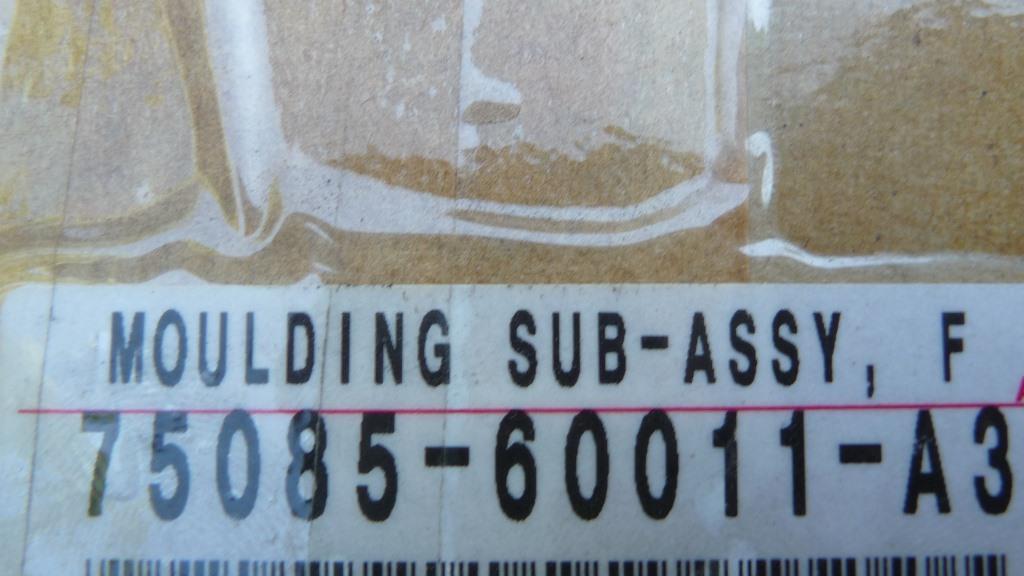 MOULDING SUB-ASSY, F
75085-60011-A3